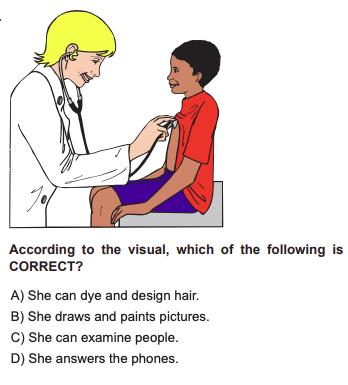 According to the visual, which of the following is
CORRECT?
A) She can dye and design hair.
B) She draws and paints pictures.
C) She can examine people.
D) She answers the phones.